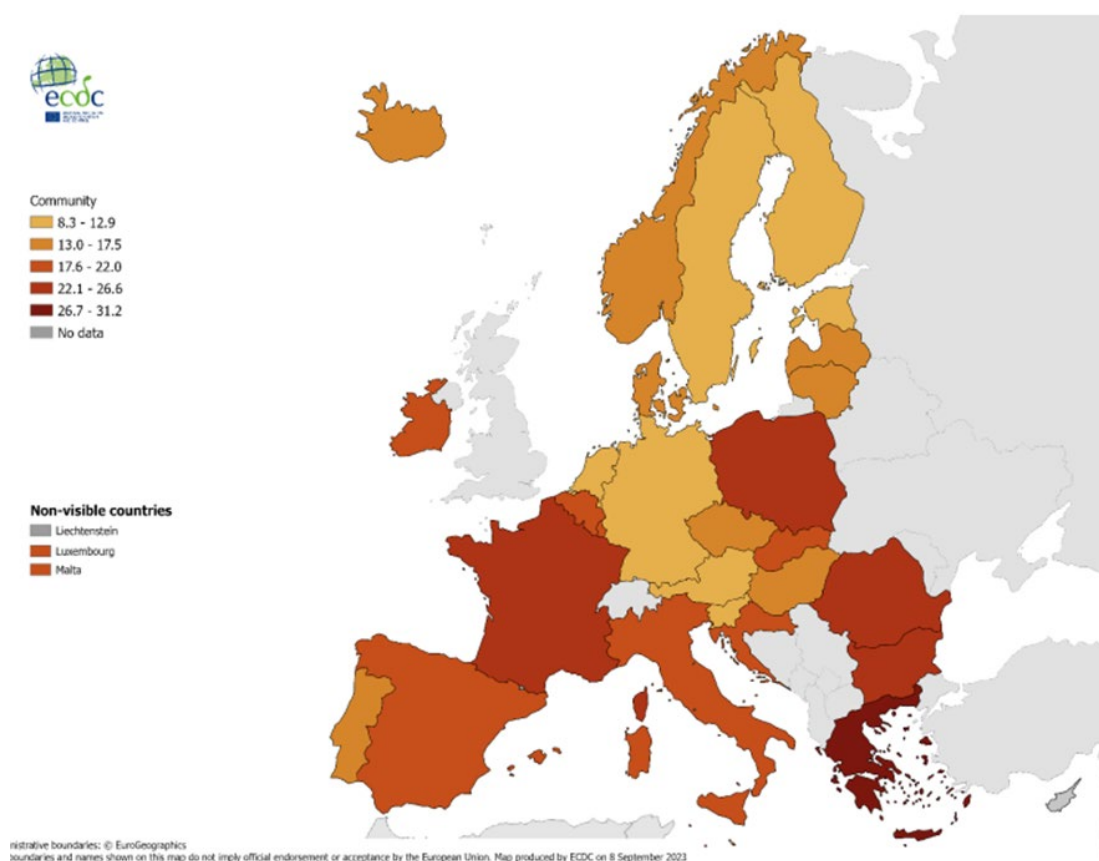 ecdc
Community
8.3 - 12.9
13.0 - 17.5
17.6 - 22.0
22.1 - 26.6
26.7 - 31.2
No data
Non-visible countries
Liechtenstein
Luxembourg
Malta
nistrative boundaries: © EuroGeographics
boundaries and names shown on this map do not imply official endorsement or acceptance by the European Union. Map produced by ECDC on 8 September 2023